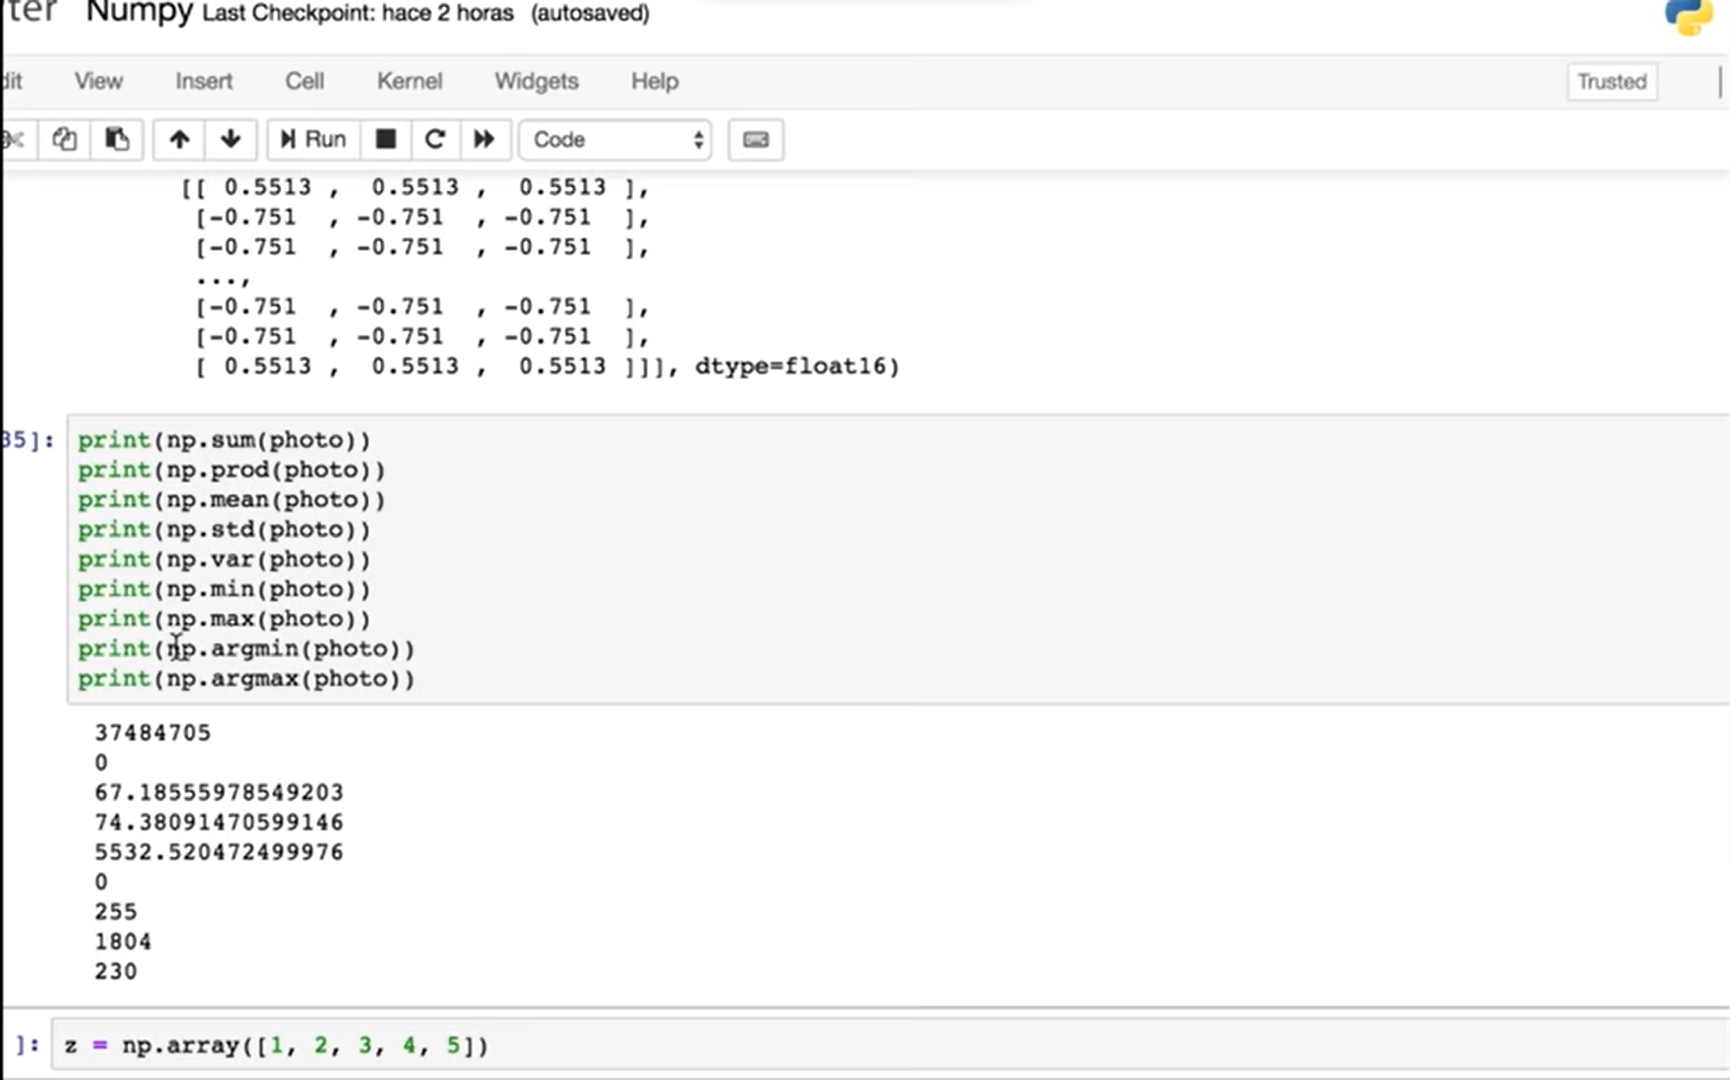 ter Numpy Last Checkpoint: hace 2 horas (autosaved)
dit View Insert Cell Kernel Widgets Help Trusted
Run Code
[[ 0.5513 , 0.5513 , 0.5513 ],
[-0.751 , -0.751 , -0.751 ],
[-0.751 , -0.751 , -0.751 ],
...,
[-0.751 , -0.751 , -0.751 ],
[-0.751 , -0.751 , -0.751 ],
[ 0.5513 , 0.5513 , 0.5513 ]]], dtype=float16)
35]: print(np.sum(photo))
print(np.prod(photo))
print(np.mean(photo))
print(np.std(photo))
print(np.var(photo))
print(np.min(photo))
print(np.max(photo))
print(np.argmin(photo))
print(np.argmax(photo))
37484705
0
67.18555978549203
74.38091470599146
5532.520472499976
0
255
1804
230
]: z = np.array([1, 2, 3, 4, 5])